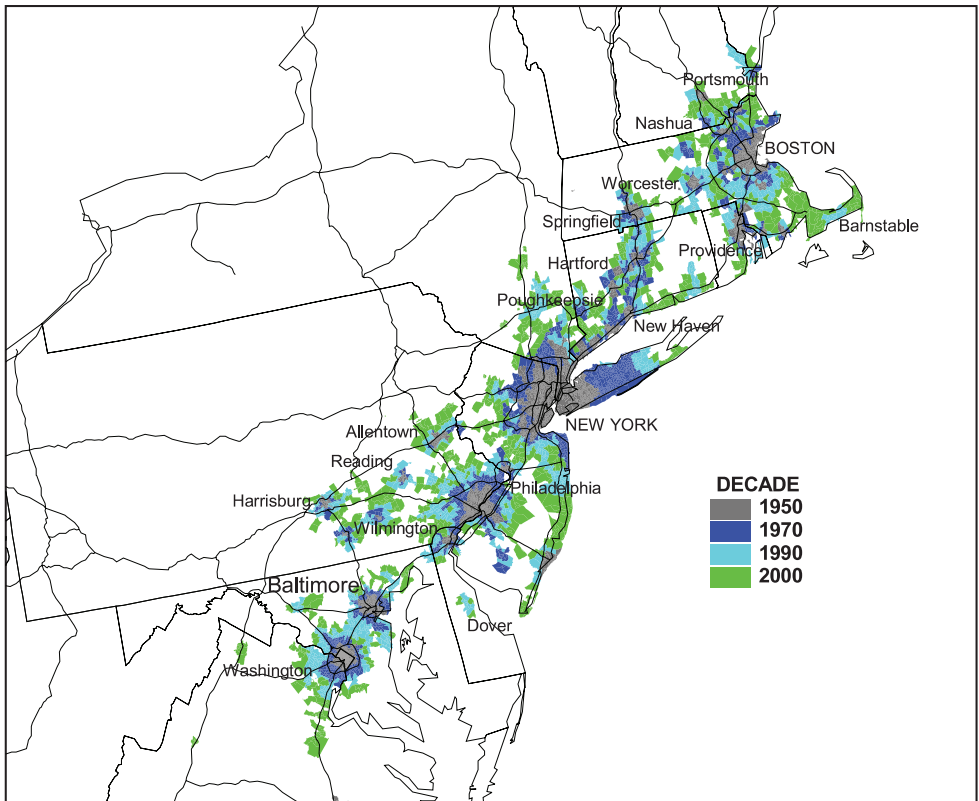 Portsmouth
Nashua
BOSTON
Worcester
Springfield
Barnstable
Providence
Hartford
Poughkeepsie
New Haven
NEW YORK
Allentown
Reading
Philadelphia
Harrisburg
Wilmington
Baltimore
Dover
Washington
DECADE
1950
1970
1990
2000